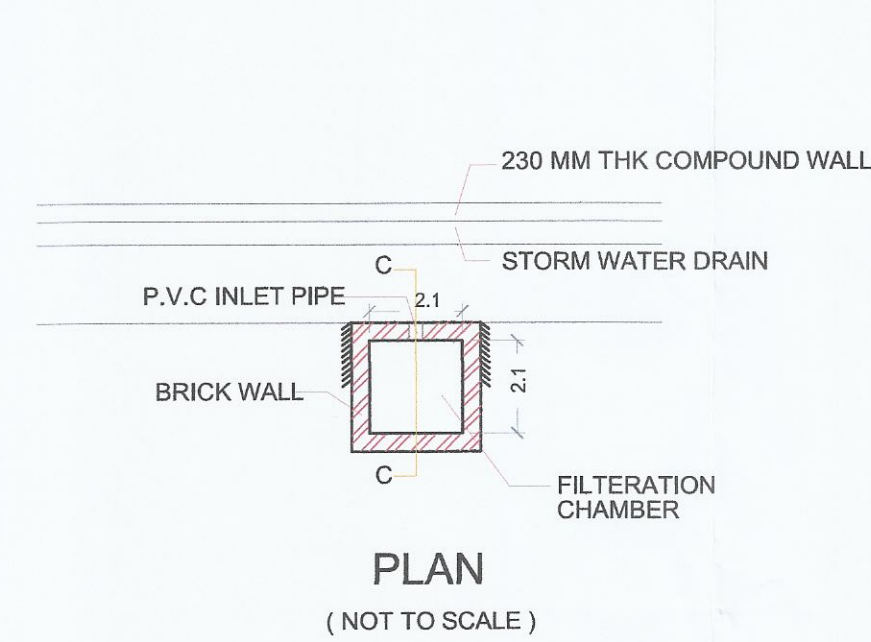 230 MM THK COMPOUND WALL
STORM WATER DRAIN
C
P.V.C INLET PIPE
2.1
2.1
BRICK WALL
C
FILTERATION
CHAMBER
PLAN
( NOT TO SCALE )